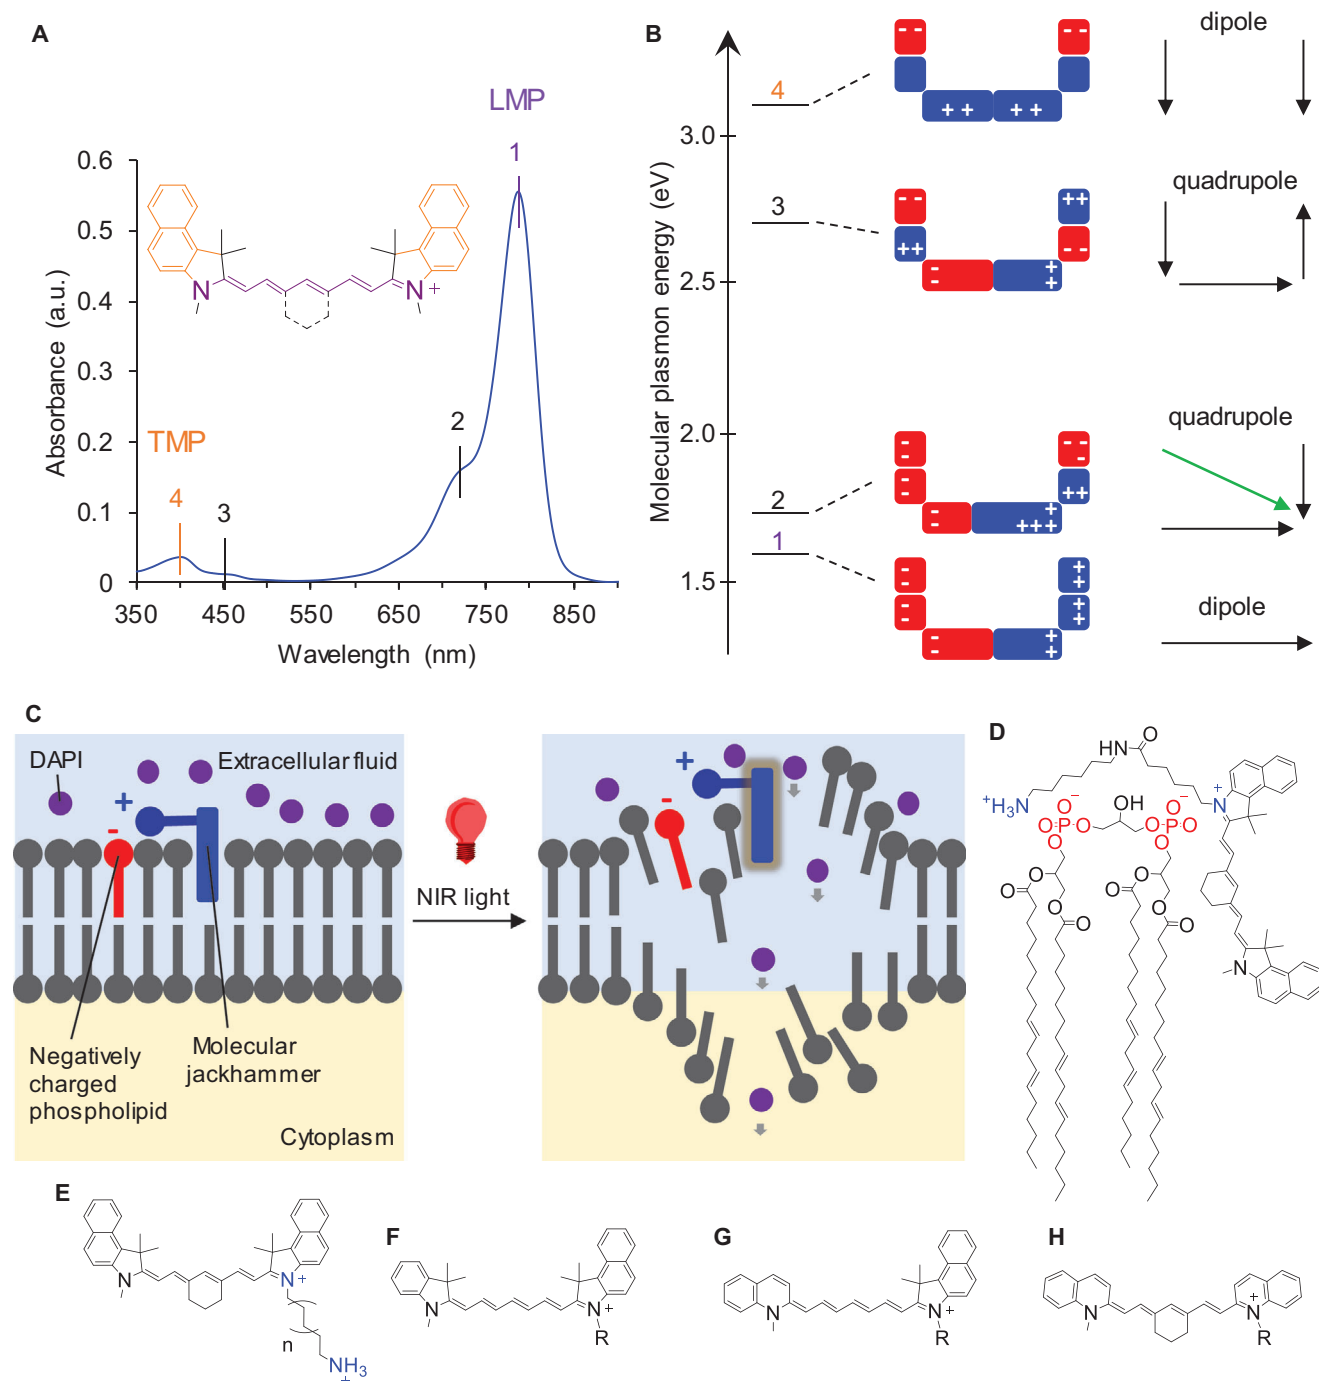 A
LMP
1
0.6
0.5
0.4
0.3
0.2
0.1
0
Absorbance (a.u.)
N
N
+
2
TMP
4
3
350
450
550
650
750
850
Wavelength (nm)
B
Molecular plasmon energy (eV)
3.0
2.5
2.0
1.5
4
- -
- -
+ +
+ +
dipole
3
- -
++
++
- -
-
-
+
+
quadrupole
2
-
-
- -
-
-
-
++
-
-
+
+++
quadrupole
1
-
-
+
+
-
-
+
+
-
-
+
+
dipole
C
DAPI
Extracellular fluid
+
-
NIR light
+
-
Negatively
charged
phospholipid
Molecular
jackhammer
Cytoplasm
D
HN
O
+H3N
O
−
OH
−
O
N
+
O=P
O
O
P=O
O
O
O
O
O
O
O
O
O
N
E
N
N
+
n
NH3
+
F
N
N
+
R
G
N
N
+
R
H
N
+
N
R